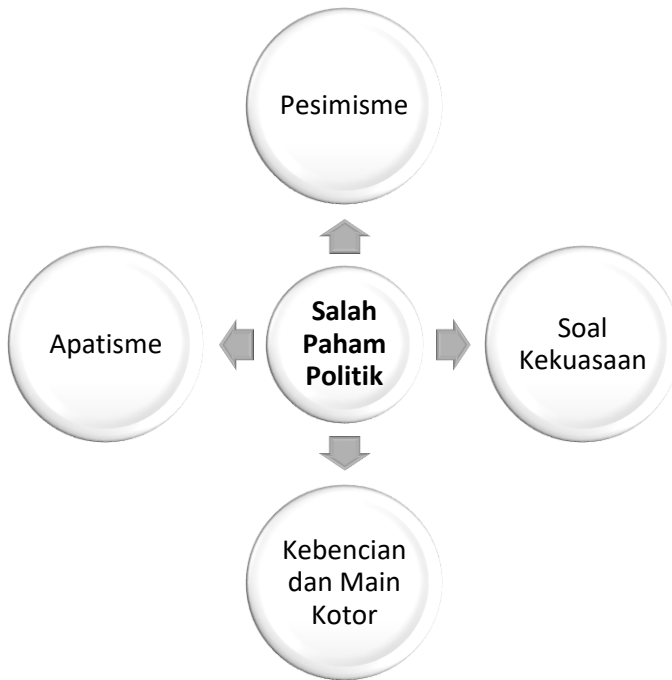 Pesimisme
Apatisme
Salah
Paham
Politik
Soal
Kekuasaan
Kebencian
dan Main
Kotor